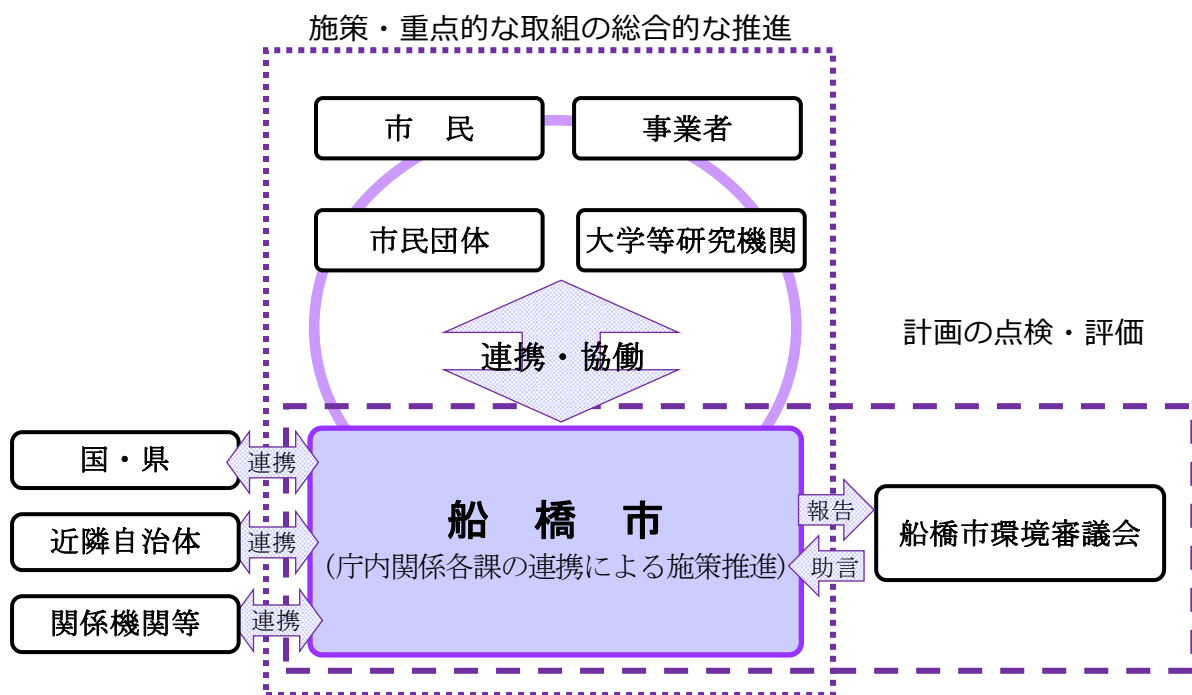 施策・重点的な取組の総合的な推進
市　民
事業者
市民団体
大学等研究機関
連携・協働
計画の点検・評価
国・県
連携
近隣自治体
連携
関係機関等
連携
船　橋　市
(庁内関係各課の連携による施策推進)
報告
助言
船橋市環境審議会